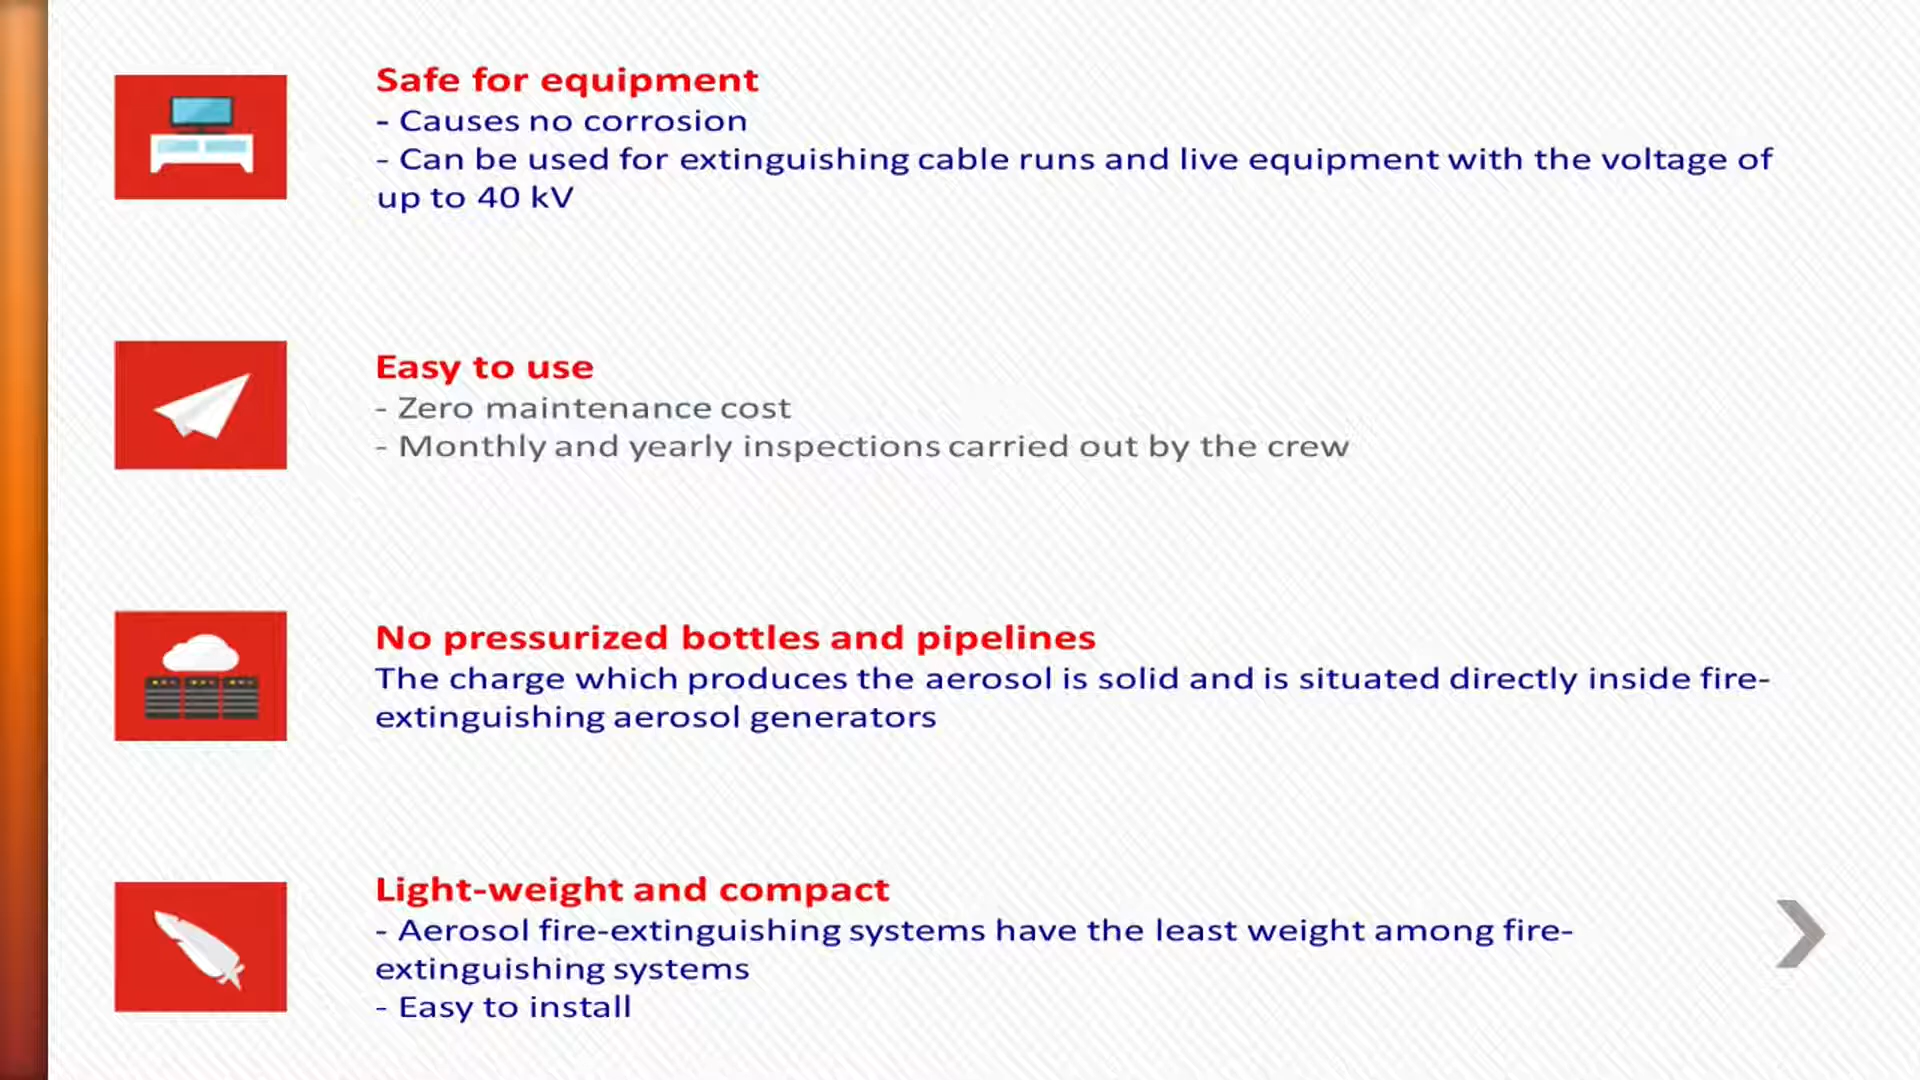 Safe for equipment
- Causes no corrosion
- Can be used for extinguishing cable runs and live equipment with the voltage of
up to 40 kV
Easy to use
- Zero maintenance cost
- Monthly and yearly inspections carried out by the crew
No pressurized bottles and pipelines
The charge which produces the aerosol is solid and is situated directly inside fire-
extinguishing aerosol generators
Light-weight and compact
- Aerosol fire-extinguishing systems have the least weight among fire-
extinguishing systems
- Easy to install